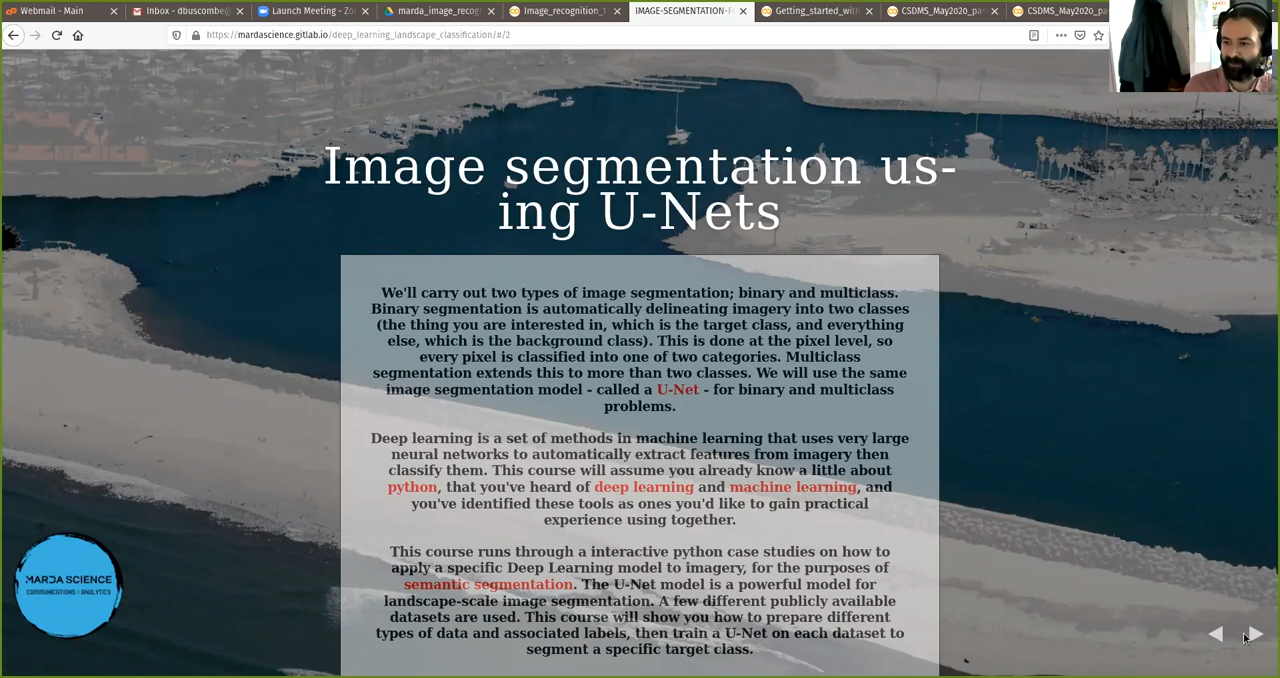 Webmail - Main
Inbox - dbuscombe@
Launch Meeting - Zo
marda_image_recog
Image_recognition_
IMAGE-SEGMENTATION-F
Getting_started_with
CSDMS_May2020_pa
CSDMS_May2020_pa
https://mardascience.gitlab.io/deep_learning_landscape_classification/#/2
Image segmentation us-
ing U-Nets
We'll carry out two types of image segmentation; binary and multiclass.
Binary segmentation is automatically delineating imagery into two classes
(the thing you are interested in, which is the target class, and everything
else, which is the background class). This is done at the pixel level, so
every pixel is classified into one of two categories. Multiclass
segmentation extends this to more than two classes. We will use the same
image segmentation model - called a U-Net - for binary and multiclass
problems.
Deep learning is a set of methods in machine learning that uses very large
neural networks to automatically extract features from imagery then
classify them. This course will assume you already know a little about
python, that you've heard of deep learning and machine learning, and
you've identified these tools as ones you'd like to gain practical
experience using together.
This course runs through a interactive python case studies on how to
apply a specific Deep Learning model to imagery, for the purposes of
semantic segmentation. The U-Net model is a powerful model for
landscape-scale image segmentation. A few different publicly available
datasets are used. This course will show you how to prepare different
types of data and associated labels, then train a U-Net on each dataset to
segment a specific target class.
MARDA SCIENCE
COMMUNICATIONS + ANALYTICS